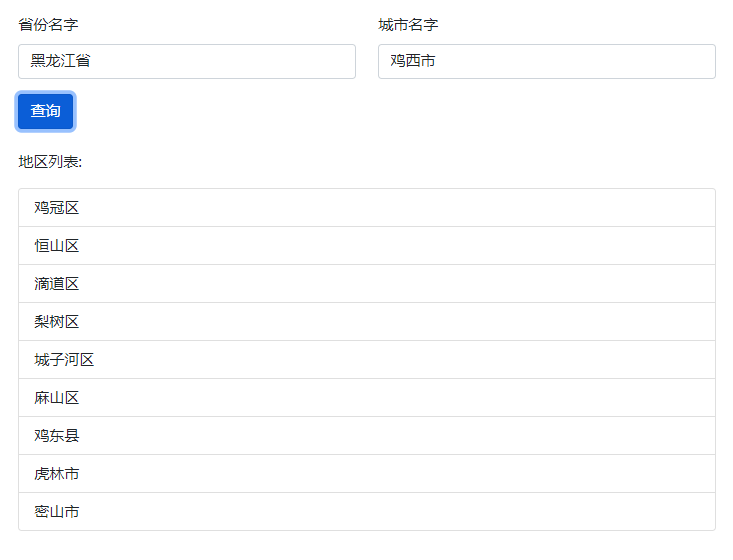 省份名字
城市名字
黑龙江省
鸡西市
查询
地区列表:
鸡冠区
恒山区
滴道区
梨树区
城子河区
麻山区
鸡东县
虎林市
密山市